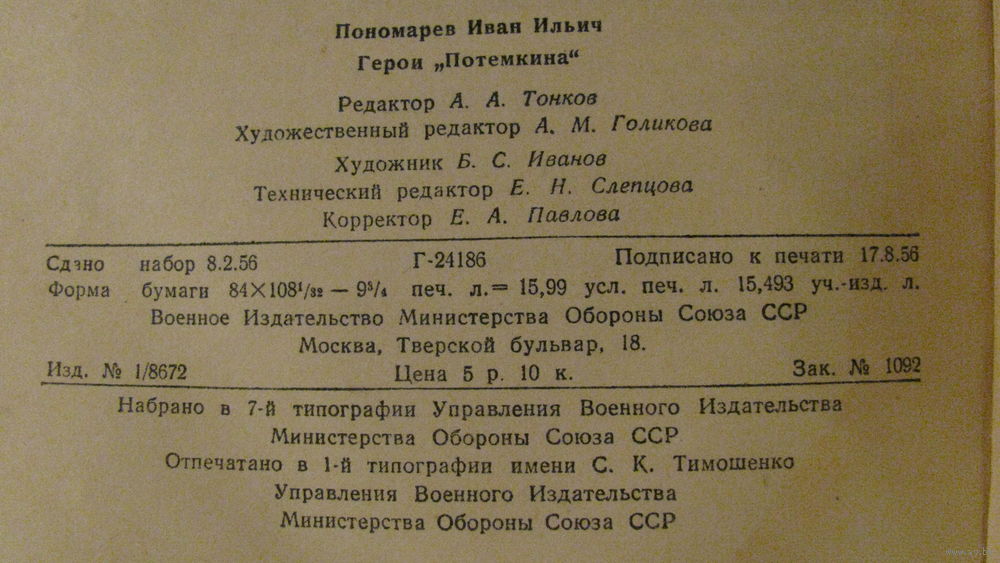 Пономарев Иван Ильич
Герои „Потемкина“
Редактор А. А. Тонков
Художественный редактор А. М. Голикова
Художник Б. С. Иванов
Технический редактор Е. Н. Слепцова
Корректор Е. А. Павлова
Сдано набор 8.2.56 Г-24186 Подписано к печати 17.8.56
Форма бумаги 84×108¹/₃₂ — 9³/₄ печ. л.= 15,99 усл. печ. л. 15,493 уч.-изд. л.
Военное Издательство Министерства Обороны Союза ССР
Москва, Тверской бульвар, 18.
Изд. № 1/8672 Цена 5 р. 10 к. Зак. № 1092
Набрано в 7-й типографии Управления Военного Издательства
Министерства Обороны Союза ССР
Отпечатано в 1-й типографии имени С. К. Тимошенко
Управления Военного Издательства
Министерства Обороны Союза ССР